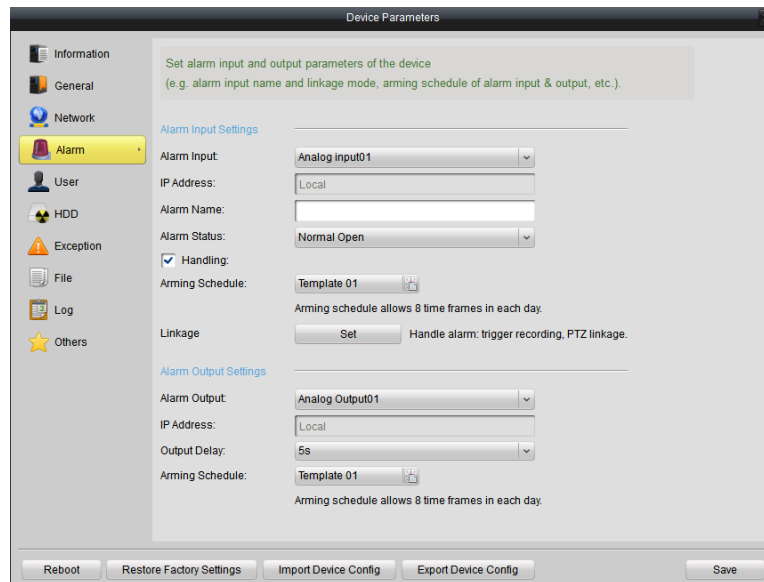 Device Parameters
Information
General
Network
Alarm
User
HDD
Exception
File
Log
Others
Set alarm input and output parameters of the device
(e.g. alarm input name and linkage mode, arming schedule of alarm input & output, etc.).
Alarm Input Settings
Alarm Input: Analog input01
IP Address: Local
Alarm Name:
Alarm Status: Normal Open
Handling:
Arming Schedule: Template 01
Arming schedule allows 8 time frames in each day.
Linkage Set Handle alarm: trigger recording, PTZ linkage.
Alarm Output Settings
Alarm Output: Analog Output01
IP Address: Local
Output Delay: 5s
Arming Schedule: Template 01
Arming schedule allows 8 time frames in each day.
Reboot Restore Factory Settings Import Device Config Export Device Config Save